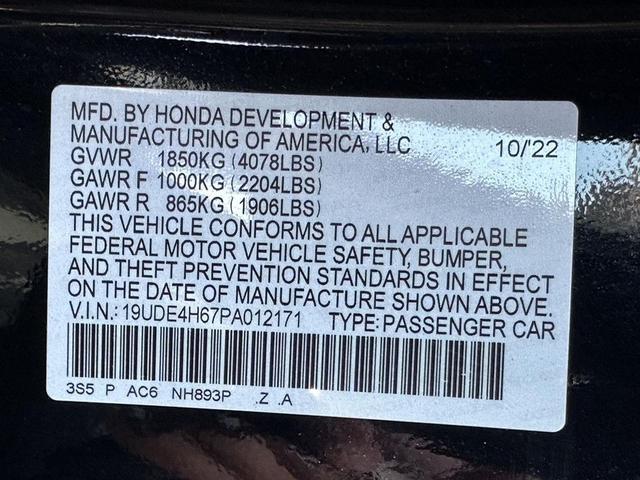 MFD. BY HONDA DEVELOPMENT &
MANUFACTURING OF AMERICA, LLC 10/'22
GVWR 1850KG (4078LBS)
GAWR F 1000KG (2204LBS)
GAWR R 865KG (1906LBS)
THIS VEHICLE CONFORMS TO ALL APPLICABLE
FEDERAL MOTOR VEHICLE SAFETY, BUMPER,
AND THEFT PREVENTION STANDARDS IN EFFECT
ON THE DATE OF MANUFACTURE SHOWN ABOVE.
V.I.N.: 19UDE4H67PA012171 TYPE: PASSENGER CAR
3S5 P AC6 NH893P .Z .A